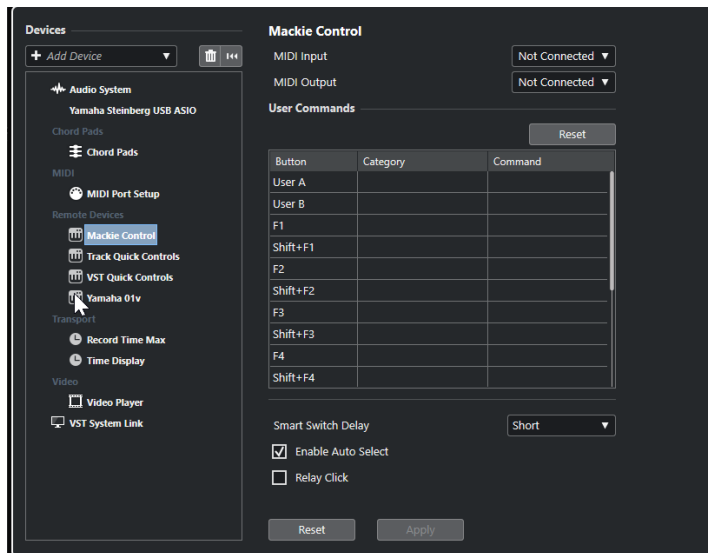 Devices
Add Device
Audio System
Yamaha Steinberg USB ASIO
Chord Pads
Chord Pads
MIDI
MIDI Port Setup
Remote Devices
Mackie Control
Track Quick Controls
VST Quick Controls
Yamaha 01v
Transport
Record Time Max
Time Display
Video
Video Player
VST System Link
Mackie Control
MIDI Input Not Connected
MIDI Output Not Connected
User Commands
Reset
Button Category Command
User A
User B
F1
Shift+F1
F2
Shift+F2
F3
Shift+F3
F4
Shift+F4
Smart Switch Delay Short
Enable Auto Select
Relay Click
Reset Apply